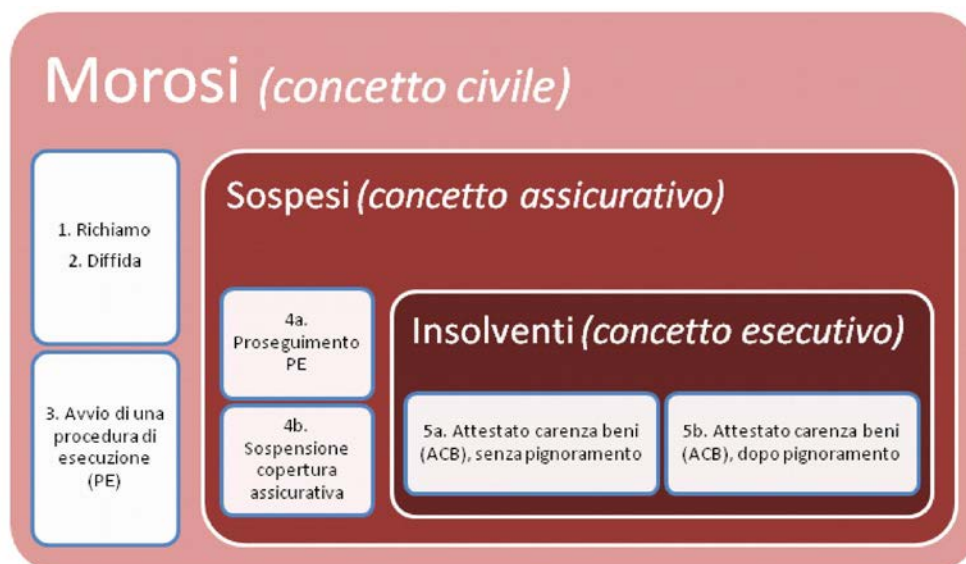 Morosi (concetto civile)
1. Richiamo
2. Diffida
3. Avvio di una
procedura di
esecuzione
(PE)
Sospesi (concetto assicurativo)
4a.
Proseguimento
PE
4b.
Sospensione
copertura
assicurativa
Insolventi (concetto esecutivo)
5a. Attestato carenza beni
(ACB), senza pignoramento
5b. Attestato carenza beni
(ACB), dopo pignoramento